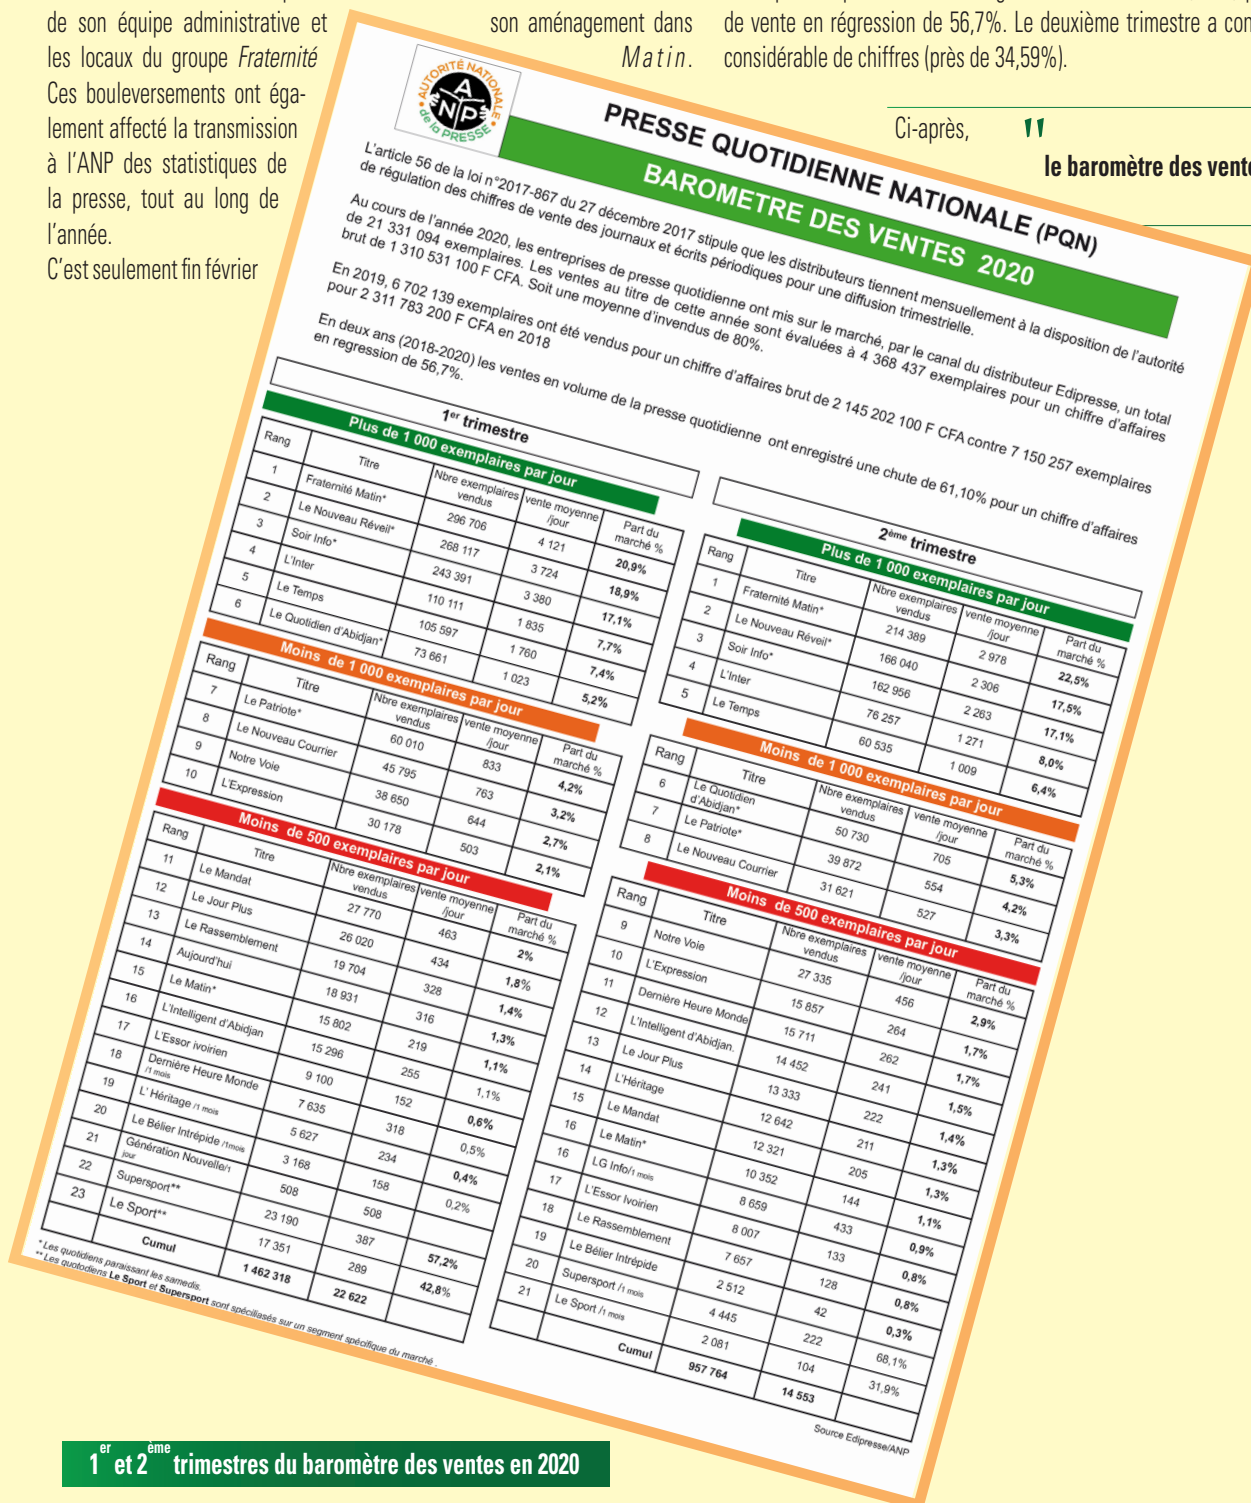 de son équipe administrative et
les locaux du groupe Fraternité
Ces bouleversements ont éga-
lement affecté la transmission
à l'ANP des statistiques de
la presse, tout au long de
l'année.
C'est seulement fin février
son aménagement dans
Matin.
de vente en régression de 56,7%. Le deuxième trimestre a con
considérable de chiffres (près de 34,59%).
Ci-après, "
le baromètre des vente
AUTORITÉ NATIONALE
de la PRESSE
A
N P
PRESSE QUOTIDIENNE NATIONALE (PQN)
BAROMETRE DES VENTES 2020
L'article 56 de la loi n°2017-867 du 27 décembre 2017 stipule que les distributeurs tiennent mensuellement à la disposition de l'autorité
de régulation des chiffres de vente des journaux et écrits périodiques pour une diffusion trimestrielle.
Au cours de l'année 2020, les entreprises de presse quotidienne ont mis sur le marché, par le canal du distributeur Edipresse, un total
de 21 331 094 exemplaires. Les ventes au titre de cette année sont évaluées à 4 368 437 exemplaires pour un chiffre d'affaires
brut de 1 310 531 100 F CFA. Soit une moyenne d'invendus de 80%.
En 2019, 6 702 139 exemplaires ont été vendus pour un chiffre d'affaires brut de 2 145 202 100 F CFA contre 7 150 257 exemplaires
pour 2 311 783 200 F CFA en 2018
En deux ans (2018-2020) les ventes en volume de la presse quotidienne ont enregistré une chute de 61,10% pour un chiffre d'affaires
en regression de 56,7%.
1er trimestre
Plus de 1 000 exemplaires par jour
Rang Titre Nbre exemplaires vendus vente moyenne /jour Part du marché %
1 Fraternité Matin* 296 706 4 121 20,9%
2 Le Nouveau Réveil* 268 117 3 724 18,9%
3 Soir Info* 243 391 3 380 17,1%
4 L'Inter 110 111 1 835 7,7%
5 Le Temps 105 597 1 760 7,4%
6 Le Quotidien d'Abidjan* 73 661 1 023 5,2%
Moins de 1 000 exemplaires par jour
Rang Titre Nbre exemplaires vendus vente moyenne /jour Part du marché %
7 Le Patriote* 60 010 833 4,2%
8 Le Nouveau Courrier 45 795 763 3,2%
9 Notre Voie 38 650 644 2,7%
10 L'Expression 30 178 503 2,1%
Moins de 500 exemplaires par jour
Rang Titre Nbre exemplaires vendus vente moyenne /jour Part du marché %
11 Le Mandat 27 770 463 2%
12 Le Jour Plus 26 020 434 1,8%
13 Le Rassemblement 19 704 328 1,4%
14 Aujourd'hui 18 931 316 1,3%
15 Le Matin* 15 802 219 1,1%
16 L'Intelligent d'Abidjan 15 296 255 1,1%
17 L'Essor ivoirien 9 100 152 0,6%
18 Dernière Heure Monde /1 mois 7 635 318 0,5%
19 L' Héritage /1 mois 5 627 234 0,4%
20 Le Bélier Intrépide /1mois 3 168 158 0,2%
21 Génération Nouvelle/1 jour 508 508
22 Supersport** 23 190 387 57,2%
23 Le Sport** 17 351 289 42,8%
Cumul 1 462 318 22 622
* Les quotidiens paraissant les samedis.
** Les quotodiens Le Sport et Supersport sont spéciliasés sur un segment spécifique du marché .
2ème trimestre
Plus de 1 000 exemplaires par jour
Rang Titre Nbre exemplaires vendus vente moyenne /jour Part du marché %
1 Fraternité Matin* 214 389 2 978 22,5%
2 Le Nouveau Réveil* 166 040 2 306 17,5%
3 Soir Info* 162 956 2 263 17,1%
4 L'Inter 76 257 1 271 8,0%
5 Le Temps 60 535 1 009 6,4%
Moins de 1 000 exemplaires par jour
Rang Titre Nbre exemplaires vendus vente moyenne /jour Part du marché %
6 Le Quotidien d'Abidjan* 50 730 705 5,3%
7 Le Patriote* 39 872 554 4,2%
8 Le Nouveau Courrier 31 621 527 3,3%
Moins de 500 exemplaires par jour
Rang Titre Nbre exemplaires vendus vente moyenne /jour Part du marché %
9 Notre Voie 27 335 456 2,9%
10 L'Expression 15 857 264 1,7%
11 Dernière Heure Monde 15 711 262 1,7%
12 L'Intelligent d'Abidjan. 14 452 241 1,5%
13 Le Jour Plus 13 333 222 1,4%
14 L'Héritage 12 642 211 1,3%
15 Le Mandat 12 321 205 1,3%
16 Le Matin* 10 352 144 1,1%
16 LG Info/1 mois 8 659 433 0,9%
17 L'Essor Ivoirien 8 007 133 0,8%
18 Le Rassemblement 7 657 128 0,8%
19 Le Bélier Intrépide 2 512 42 0,3%
20 Supersport /1 mois 4 445 222 68,1%
21 Le Sport /1 mois 2 081 104 31,9%
Cumul 957 764 14 553
Source Edipresse/ANP
1er et 2ème trimestres du baromètre des ventes en 2020